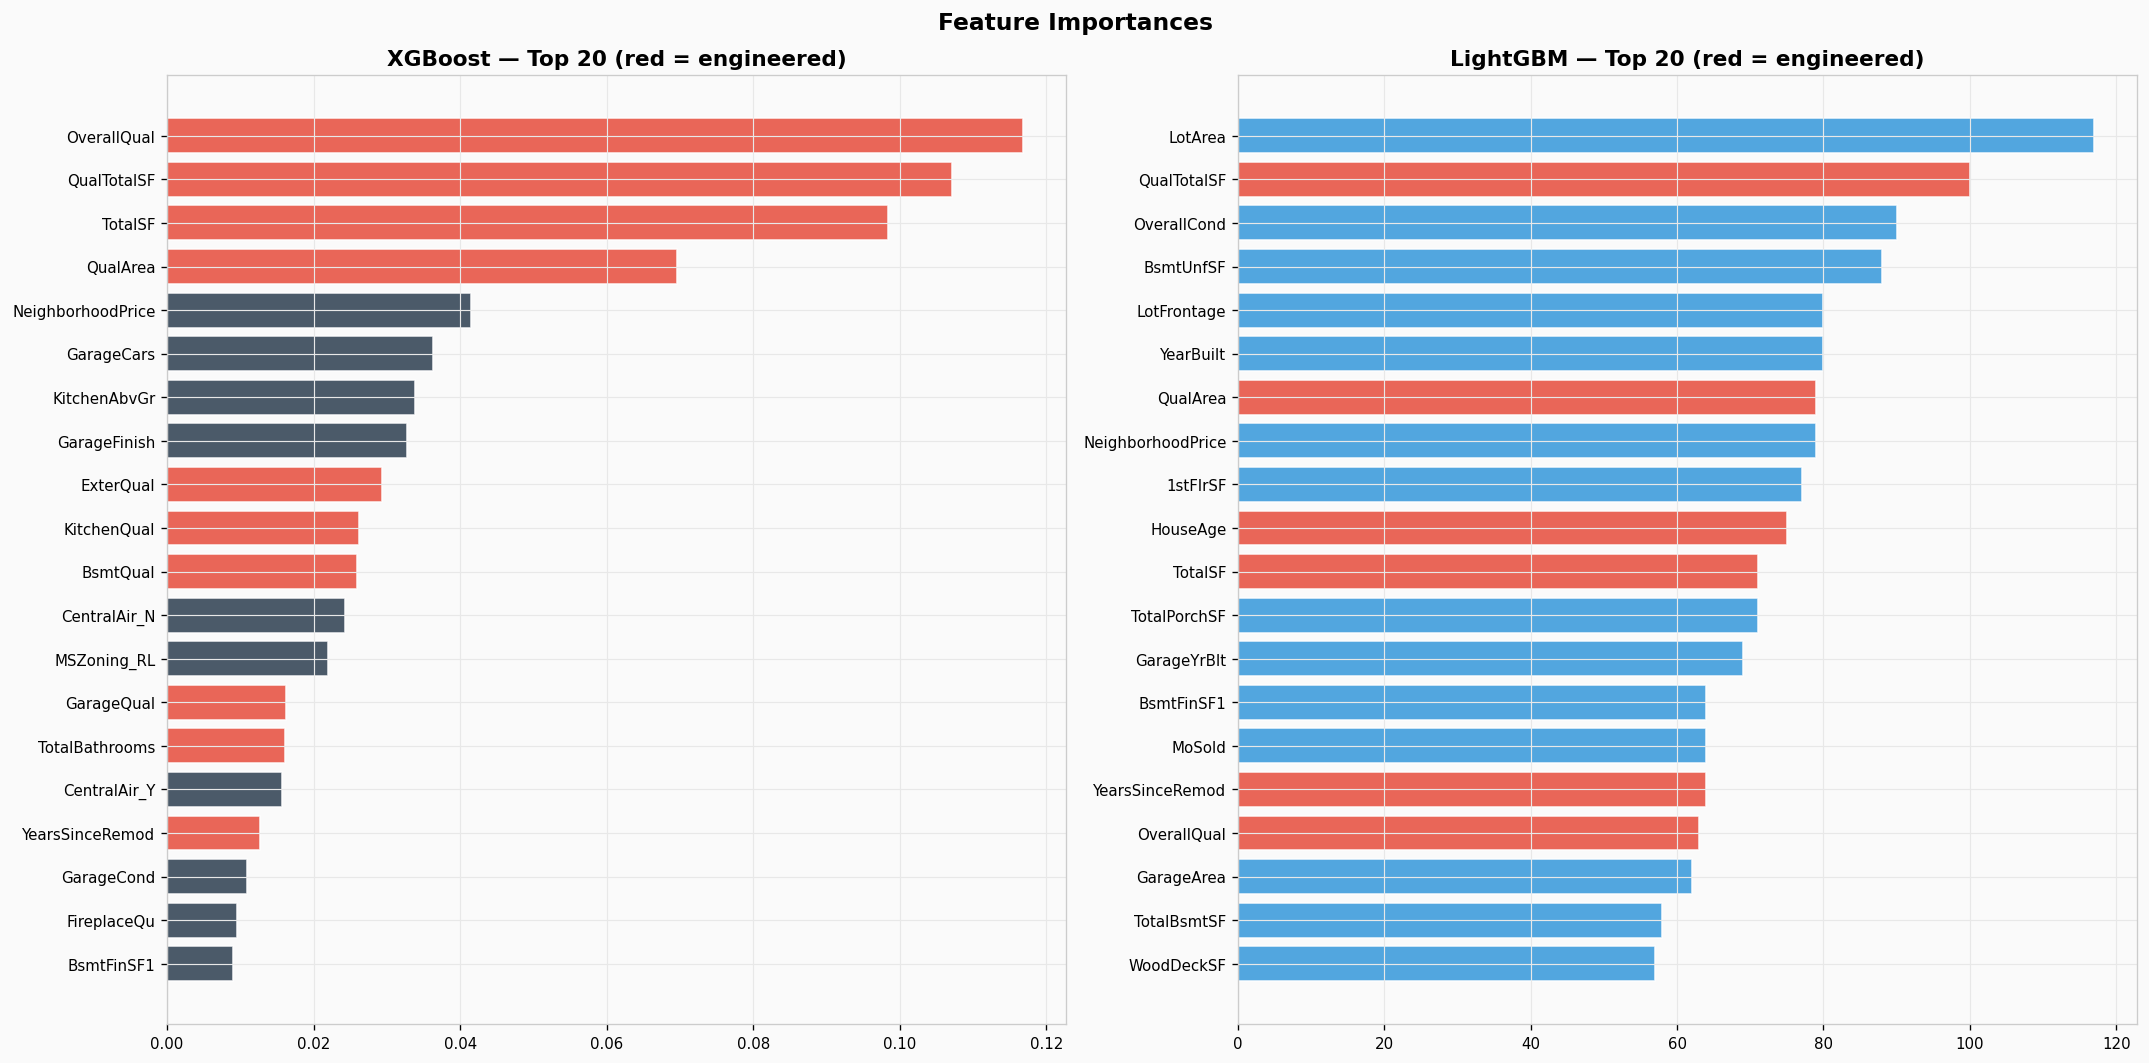 Feature Importances
XGBoost — Top 20 (red = engineered)
OverallQual
QualTotalSF
TotalSF
QualArea
NeighborhoodPrice
GarageCars
KitchenAbvGr
GarageFinish
ExterQual
KitchenQual
BsmtQual
CentralAir_N
MSZoning_RL
GarageQual
TotalBathrooms
CentralAir_Y
YearsSinceRemod
GarageCond
FireplaceQu
BsmtFinSF1
0.00 0.02 0.04 0.06 0.08 0.10 0.12
LightGBM — Top 20 (red = engineered)
LotArea
QualTotalSF
OverallCond
BsmtUnfSF
LotFrontage
YearBuilt
QualArea
NeighborhoodPrice
1stFlrSF
HouseAge
TotalSF
TotalPorchSF
GarageYrBlt
BsmtFinSF1
MoSold
YearsSinceRemod
OverallQual
GarageArea
TotalBsmtSF
WoodDeckSF
0 20 40 60 80 100 120